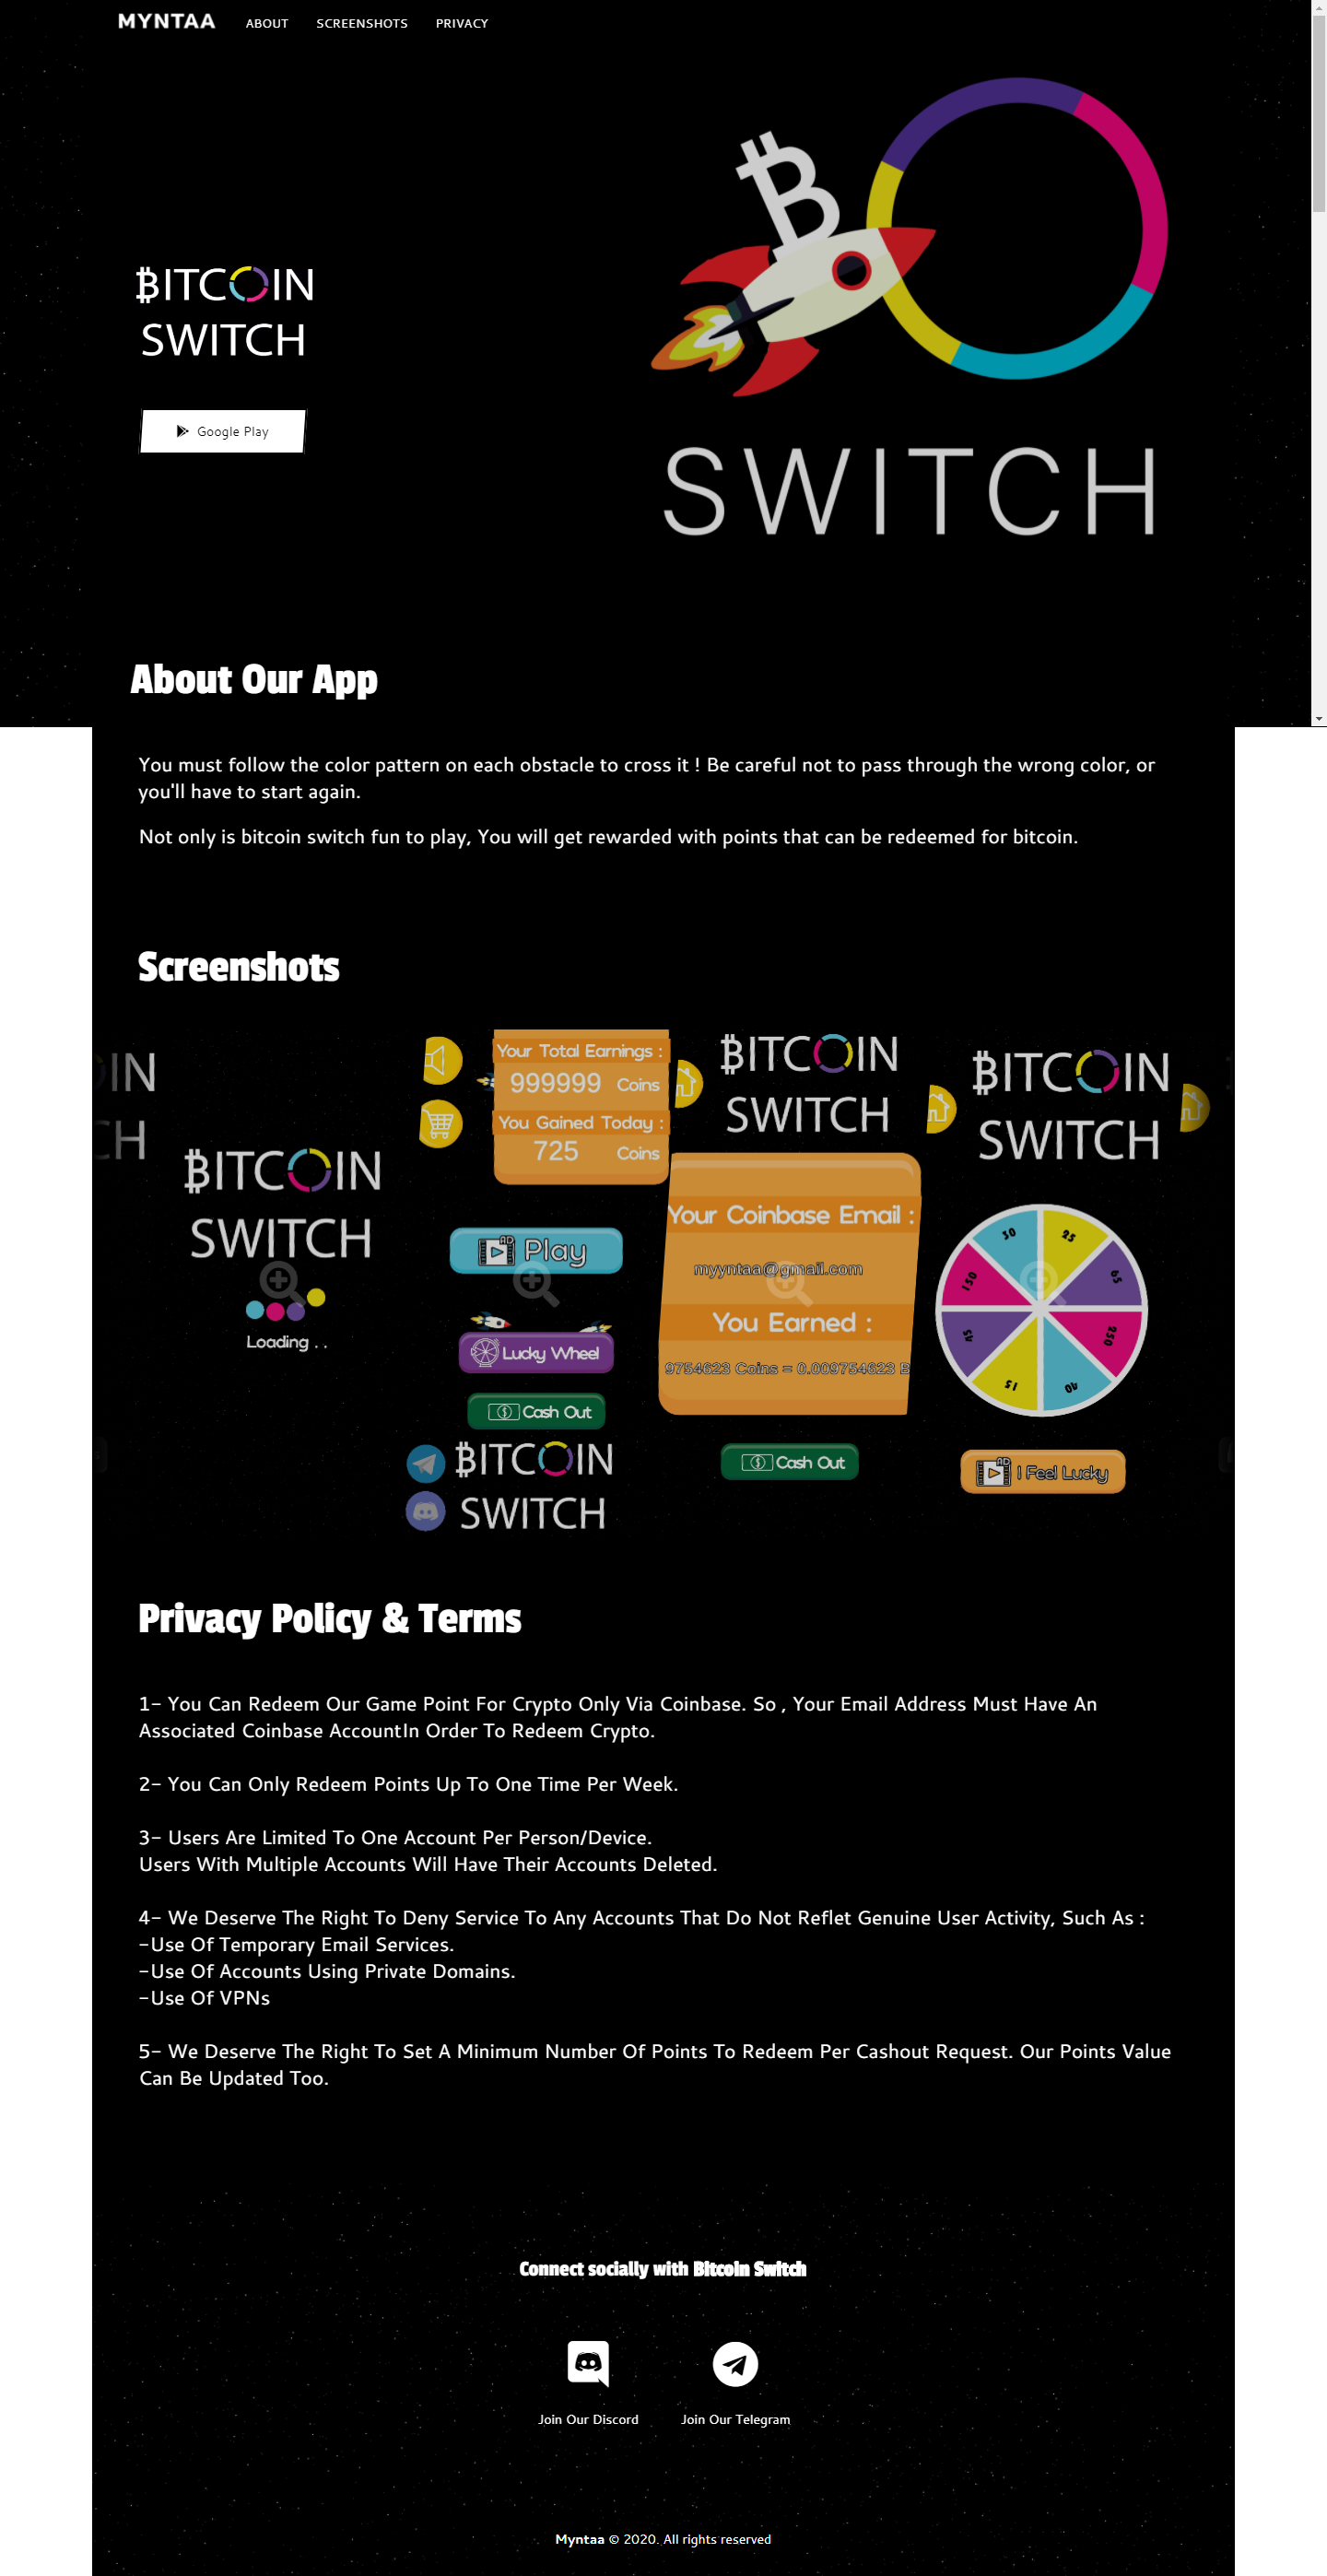 MYNTAA ABOUT SCREENSHOTS PRIVACY
₿ITCOIN
SWITCH
Google Play
₿
SWITCH
About Our App
You must follow the color pattern on each obstacle to cross it ! Be careful not to pass through the wrong color, or
you'll have to start again.
Not only is bitcoin switch fun to play, You will get rewarded with points that can be redeemed for bitcoin.
Screenshots
IN
CH
₿ITCOIN
SWITCH
Loading . .
Your Total Earnings :
999999 Coins
You Gained Today :
725 Coins
AD Play
Lucky Wheel
Cash Out
₿ITCOIN
SWITCH
₿ITCOIN
SWITCH
Your Coinbase Email :
myyntaa@gmail.com
You Earned :
9754623 Coins = 0.009754623 B
Cash Out
₿ITCOIN
SWITCH
30
25
65
250
40
15
45
150
AD I Feel Lucky
Privacy Policy & Terms
1- You Can Redeem Our Game Point For Crypto Only Via Coinbase. So , Your Email Address Must Have An
Associated Coinbase AccountIn Order To Redeem Crypto.
2- You Can Only Redeem Points Up To One Time Per Week.
3- Users Are Limited To One Account Per Person/Device.
Users With Multiple Accounts Will Have Their Accounts Deleted.
4- We Deserve The Right To Deny Service To Any Accounts That Do Not Reflet Genuine User Activity, Such As :
-Use Of Temporary Email Services.
-Use Of Accounts Using Private Domains.
-Use Of VPNs
5- We Deserve The Right To Set A Minimum Number Of Points To Redeem Per Cashout Request. Our Points Value
Can Be Updated Too.
Connect socially with Bitcoin Switch
Join Our Discord Join Our Telegram
Myntaa © 2020. All rights reserved